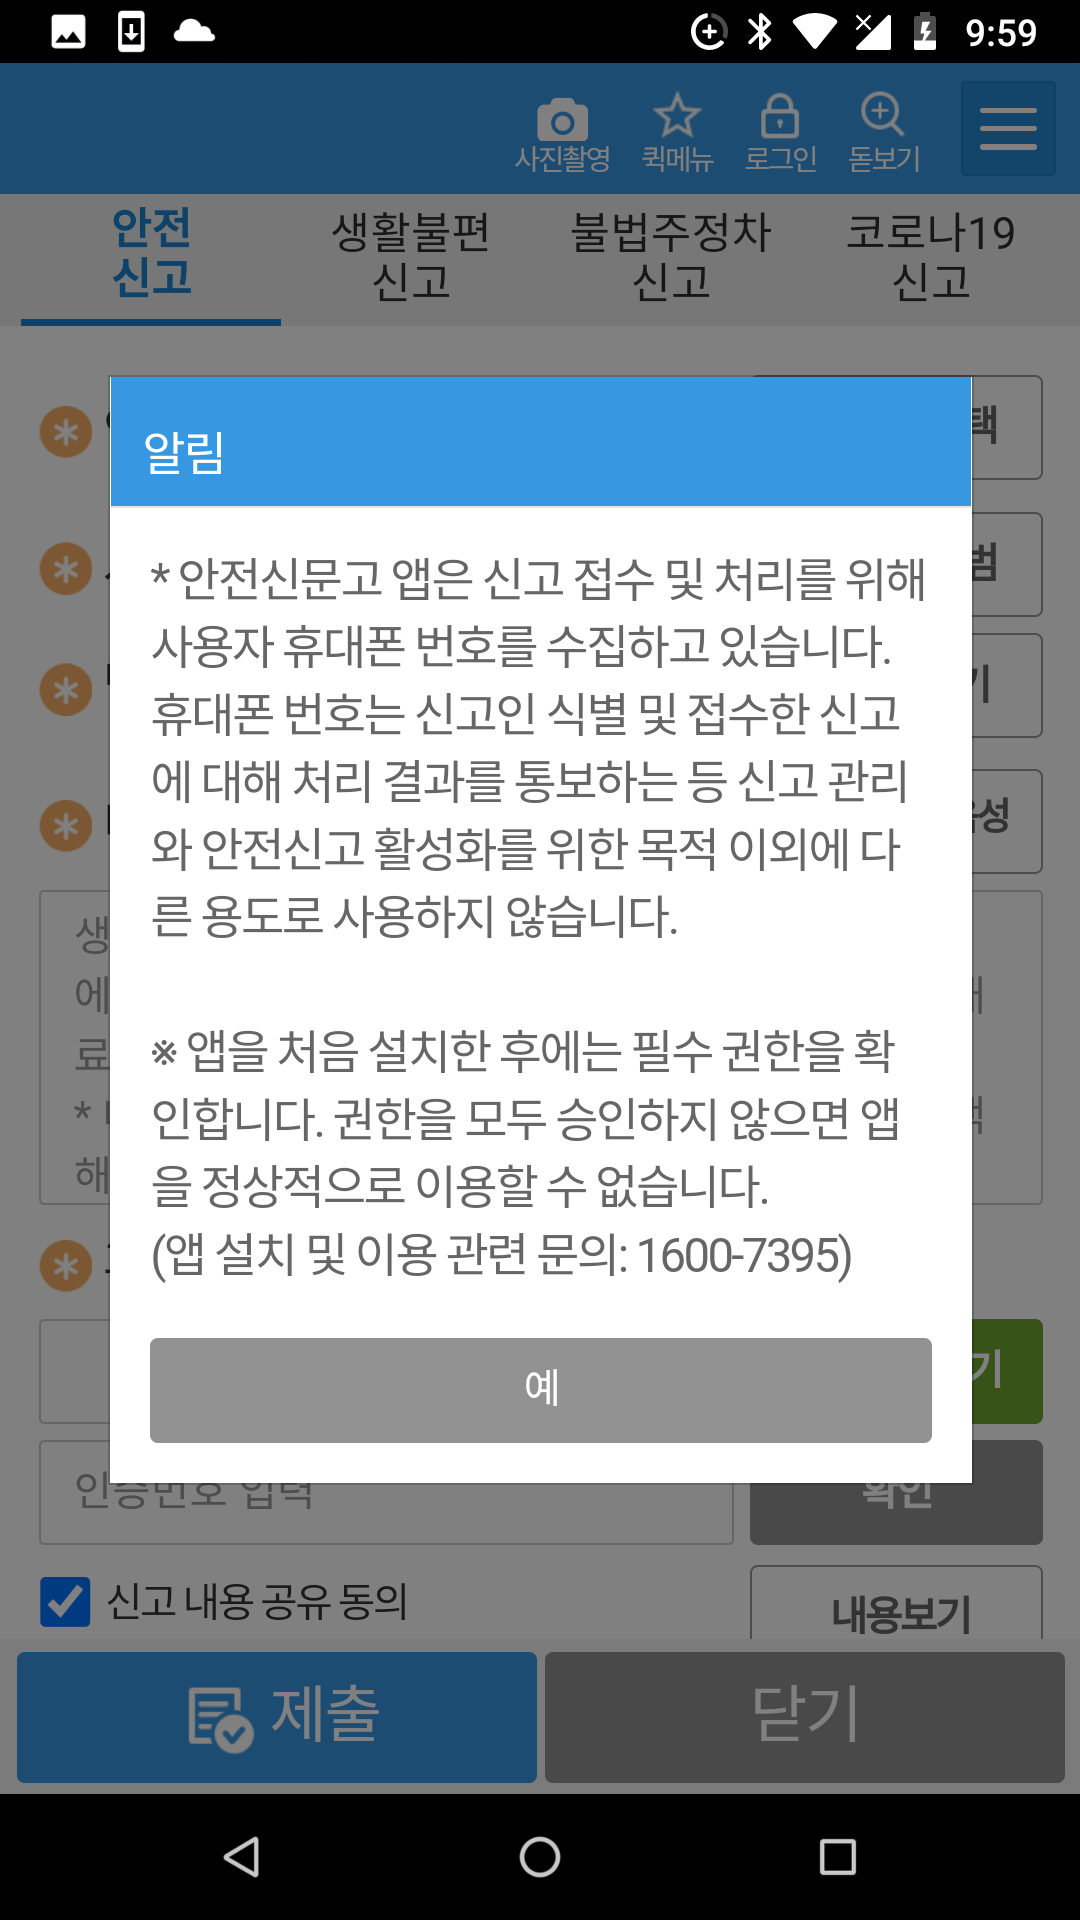 9:59
사진촬영
퀵메뉴
로그인
돋보기
안전
신고
생활불편
신고
불법주정차
신고
코로나19
신고
알림
* 안전신문고 앱은 신고 접수 및 처리를 위해
사용자 휴대폰 번호를 수집하고 있습니다.
휴대폰 번호는 신고인 식별 및 접수한 신고
에 대해 처리 결과를 통보하는 등 신고 관리
와 안전신고 활성화를 위한 목적 이외에 다
른 용도로 사용하지 않습니다.
※ 앱을 처음 설치한 후에는 필수 권한을 확
인합니다. 권한을 모두 승인하지 않으면 앱
을 정상적으로 이용할 수 없습니다.
(앱 설치 및 이용 관련 문의: 1600-7395)
예
생
에
료
*
해
기
인증번호 입력
확인
신고 내용 공유 동의
내용보기
제출
닫기